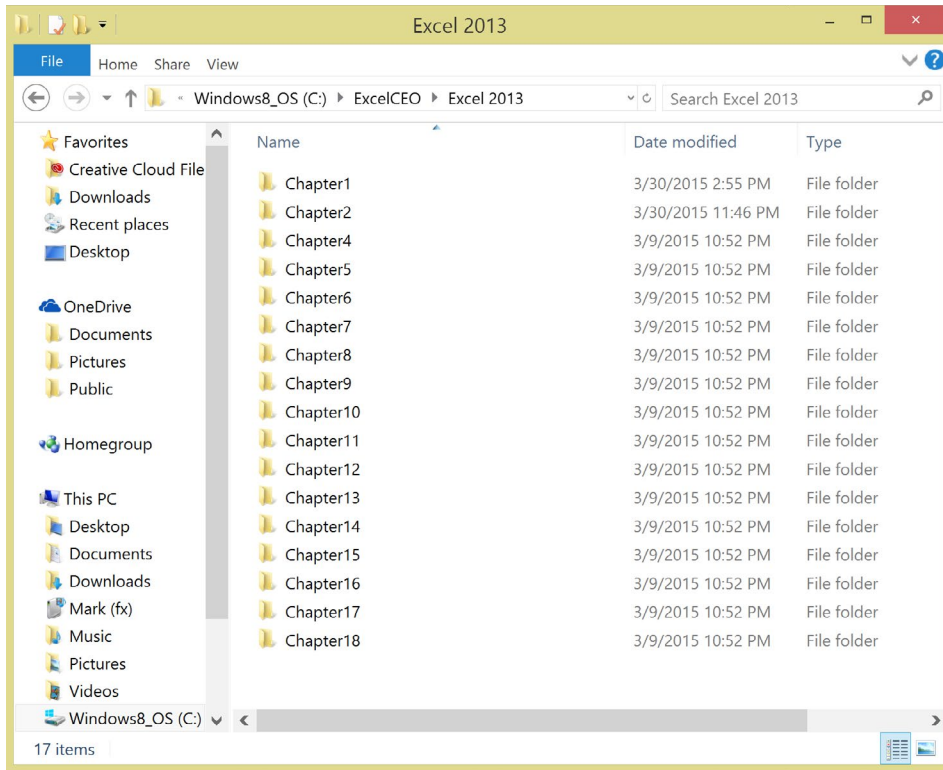 Excel 2013
File Home Share View
« Windows8_OS (C:) ExcelCEO Excel 2013 Search Excel 2013
Favorites
Creative Cloud File
Downloads
Recent places
Desktop
OneDrive
Documents
Pictures
Public
Homegroup
This PC
Desktop
Documents
Downloads
Mark (fx)
Music
Pictures
Videos
Windows8_OS (C:)
Name Date modified Type
Chapter1 3/30/2015 2:55 PM File folder
Chapter2 3/30/2015 11:46 PM File folder
Chapter4 3/9/2015 10:52 PM File folder
Chapter5 3/9/2015 10:52 PM File folder
Chapter6 3/9/2015 10:52 PM File folder
Chapter7 3/9/2015 10:52 PM File folder
Chapter8 3/9/2015 10:52 PM File folder
Chapter9 3/9/2015 10:52 PM File folder
Chapter10 3/9/2015 10:52 PM File folder
Chapter11 3/9/2015 10:52 PM File folder
Chapter12 3/9/2015 10:52 PM File folder
Chapter13 3/9/2015 10:52 PM File folder
Chapter14 3/9/2015 10:52 PM File folder
Chapter15 3/9/2015 10:52 PM File folder
Chapter16 3/9/2015 10:52 PM File folder
Chapter17 3/9/2015 10:52 PM File folder
Chapter18 3/9/2015 10:52 PM File folder
17 items